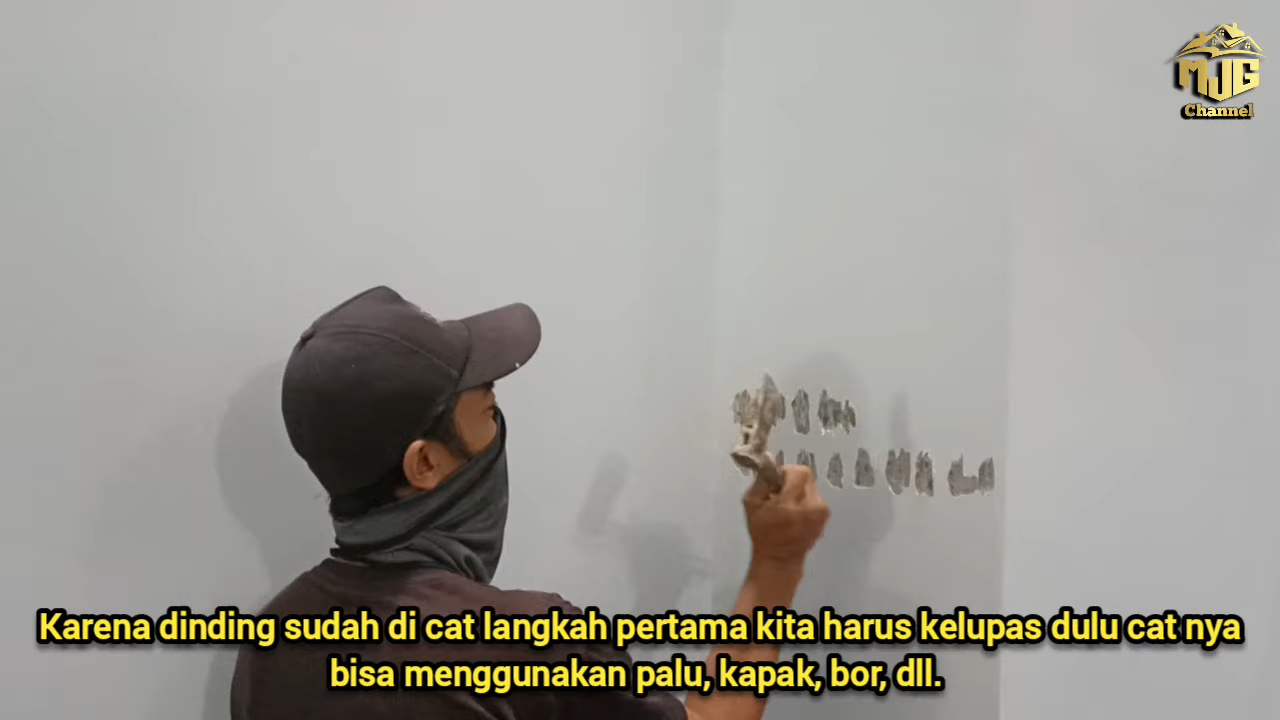 MJG
Channel
Karena dinding sudah di cat langkah pertama kita harus kelupas dulu cat nya
bisa menggunakan palu, kapak, bor, dll.